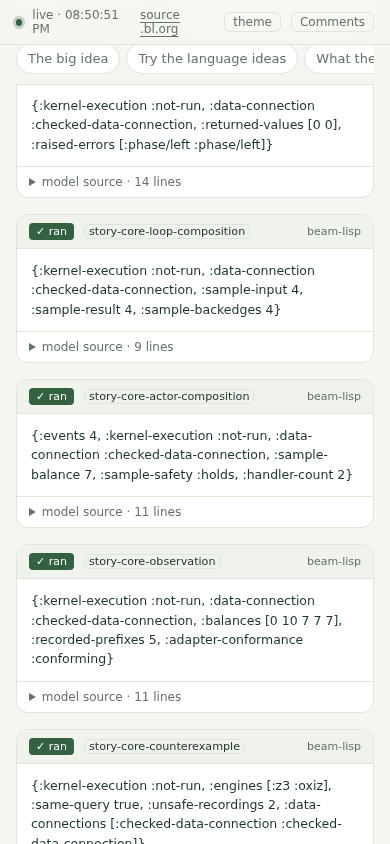 live · 08:50:51 PM
source .bl.org
theme
Comments
The big idea
Try the language ideas
What the
{:kernel-execution :not-run, :data-connection
:checked-data-connection, :returned-values [0 0],
:raised-errors [:phase/left :phase/left]}
▶ model source · 14 lines
✓ ran story-core-loop-composition beam-lisp
{:kernel-execution :not-run, :data-connection
:checked-data-connection, :sample-input 4,
:sample-result 4, :sample-backedges 4}
▶ model source · 9 lines
✓ ran story-core-actor-composition beam-lisp
{:events 4, :kernel-execution :not-run, :data-
connection :checked-data-connection, :sample-
balance 7, :sample-safety :holds, :handler-count 2}
▶ model source · 11 lines
✓ ran story-core-observation beam-lisp
{:kernel-execution :not-run, :data-connection
:checked-data-connection, :balances [0 10 7 7 7],
:recorded-prefixes 5, :adapter-conformance
:conforming}
▶ model source · 11 lines
✓ ran story-core-counterexample beam-lisp
{:kernel-execution :not-run, :engines [:z3 :oxiz],
:same-query true, :unsafe-recordings 2, :data-
connections [:checked-data-connection :checked-
data-connection]}